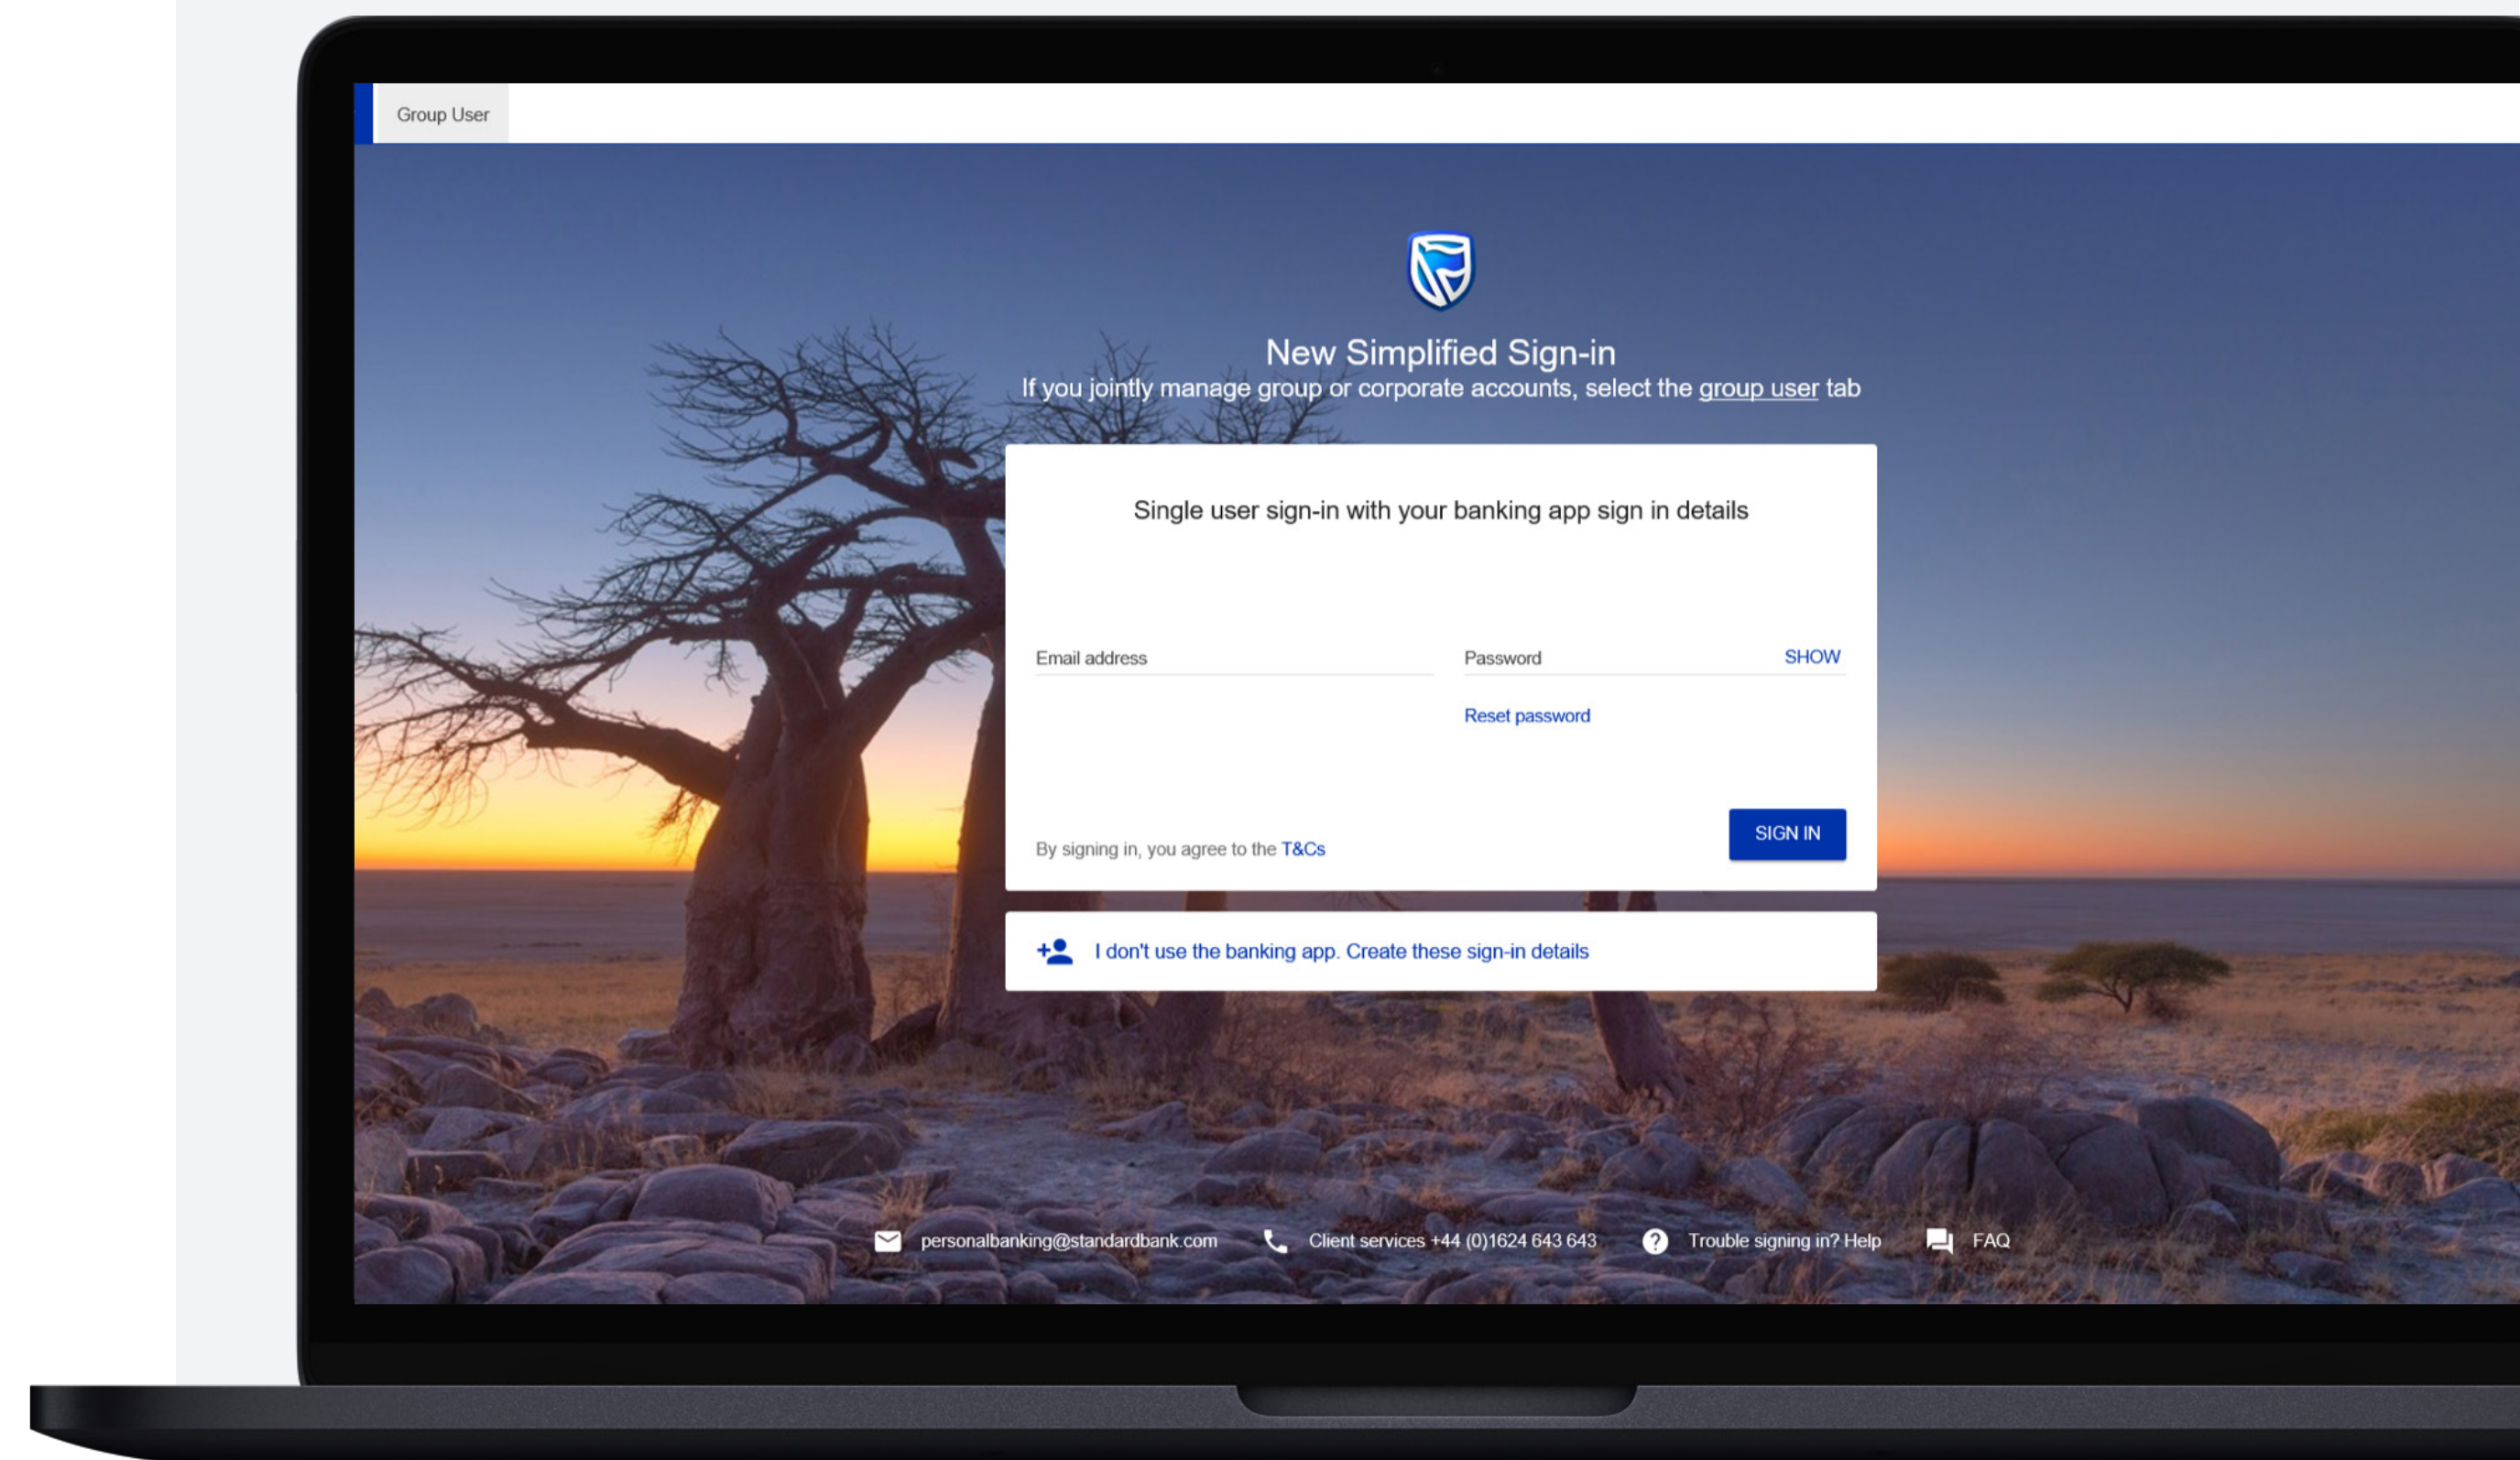 Group User
New Simplified Sign-in
If you jointly manage group or corporate accounts, select the group user tab
Single user sign-in with your banking app sign in details
Email address
Password
SHOW
Reset password
By signing in, you agree to the T&Cs
SIGN IN
I don't use the banking app. Create these sign-in details
personalbanking@standardbank.com
Client services +44 (0)1624 643 643
Trouble signing in? Help
FAQ